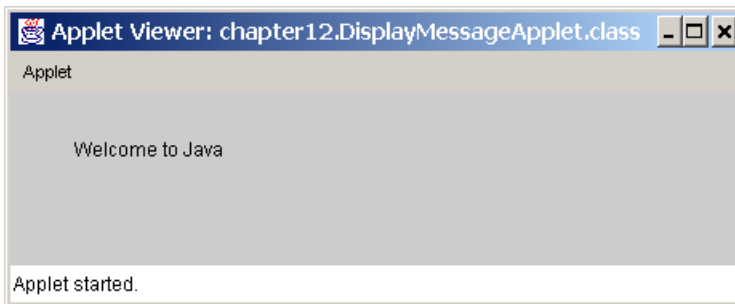 Applet Viewer: chapter12.DisplayMessageApplet.class
Applet
Welcome to Java
Applet started.